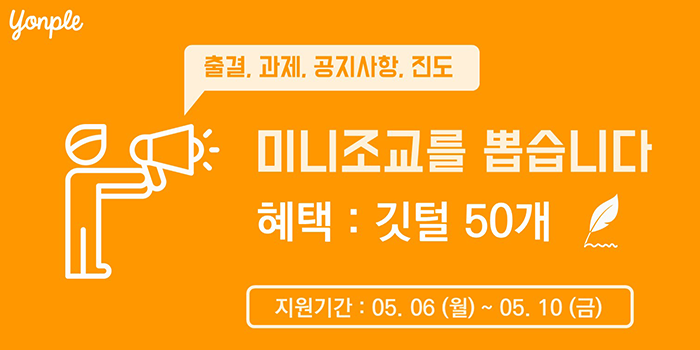 Yonple
출결, 과제, 공지사항, 진도
미니조교를 뽑습니다
혜택 : 깃털 50개
지원기간 : 05. 06 (월) ~ 05. 10 (금)